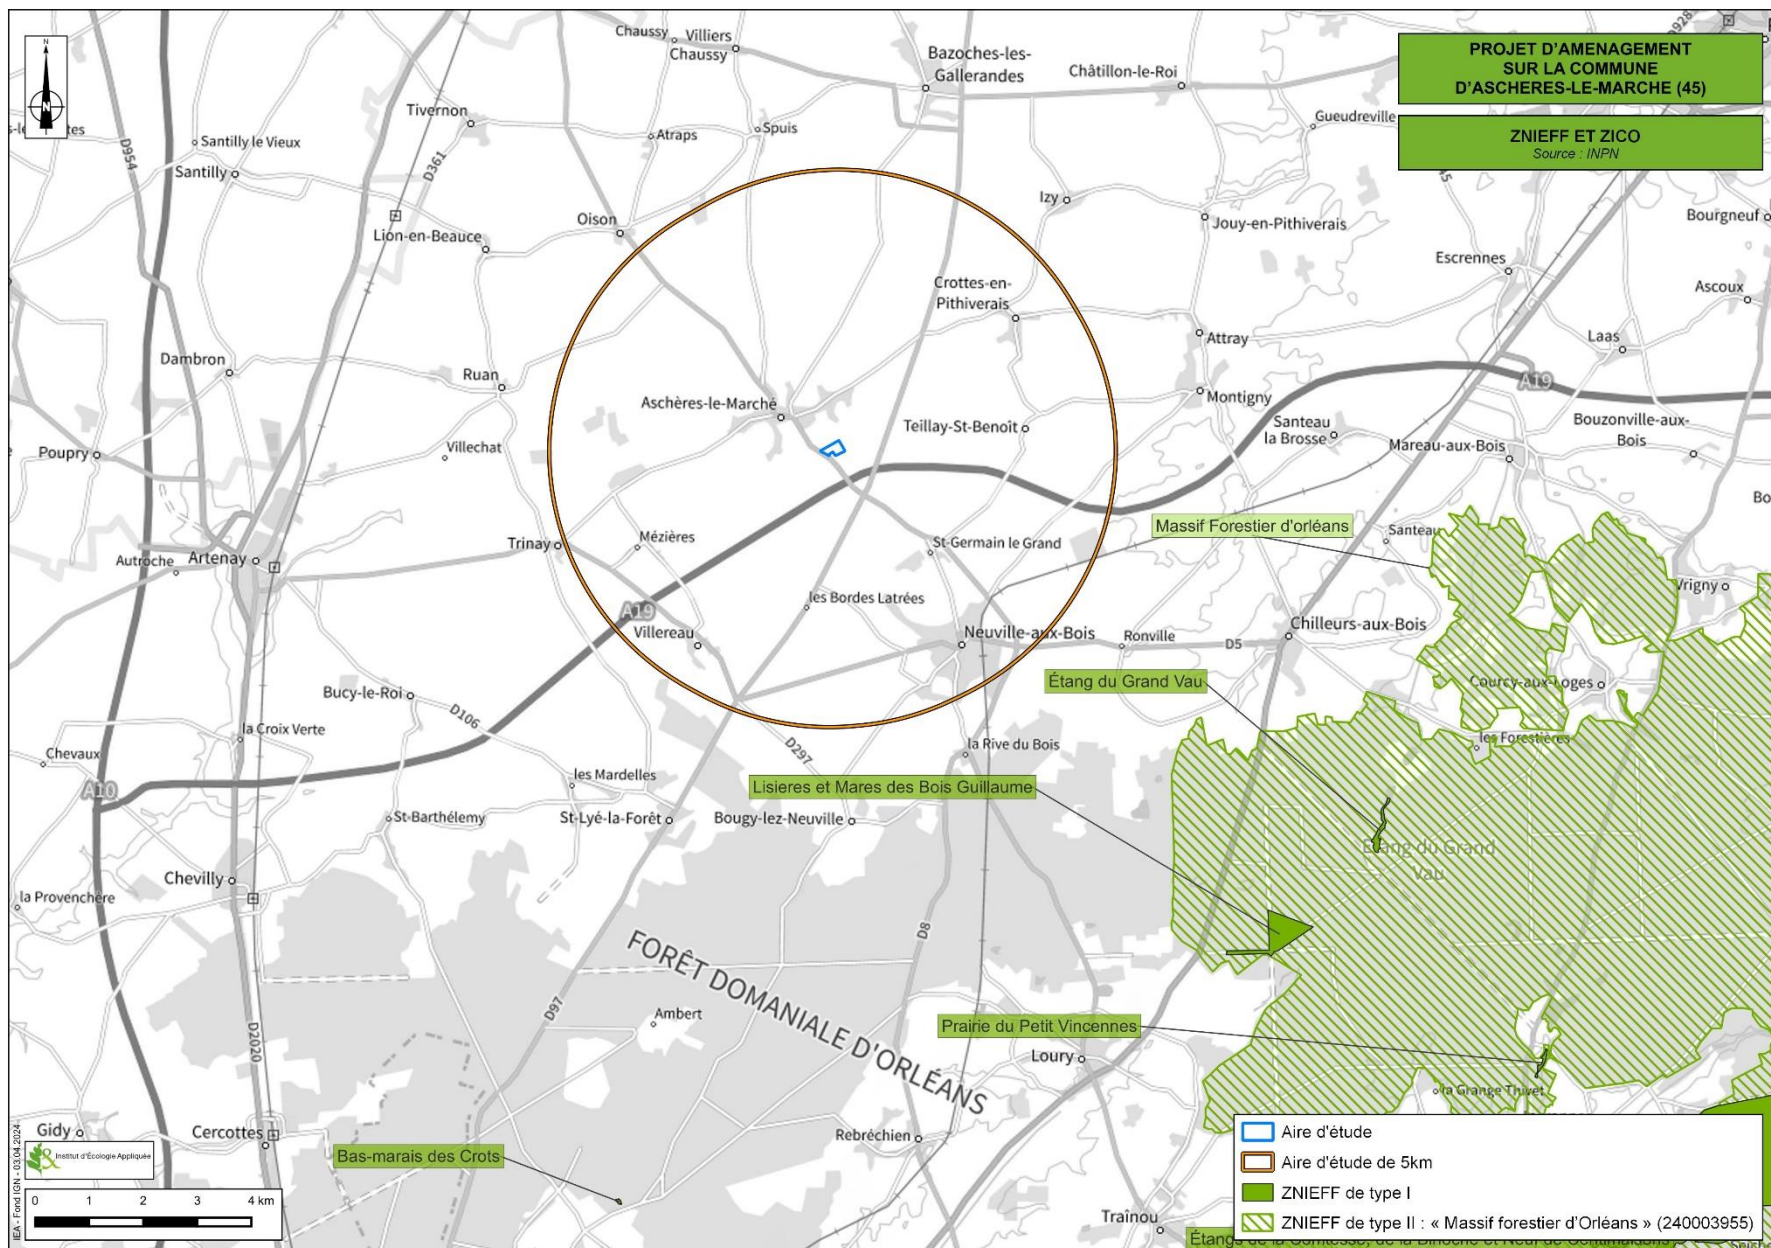 N
N
Chaussy
Villiers
Chaussy
Bazoches-les-
Gallerandes
Châtillon-le-Roi
D928
PROJET D'AMENAGEMENT
SUR LA COMMUNE
D'ASCHERES-LE-MARCHE (45)
ZNIEFF ET ZICO
Source : INPN
Tivernon
Gueudreville
Santilly le Vieux
Atraps
Spuis
D954
D361
Santilly
Izy
Oison
Jouy-en-Pithiverais
Bourgneuf
Lion-en-Beauce
Escrennes
Crottes-en-
Pithiverais
Ascoux
Attray
Laas
Dambron
Ruan
A19
Montigny
Aschères-le-Marché
Teillay-St-Benoît
Santeau
la Brosse
Bouzonville-aux-
Bois
Mareau-aux-Bois
Villechat
Poupry
Massif Forestier d'orléans
Santeau
Trinay
Mézières
St-Germain le Grand
Artenay
Autroche
Vrigny
les Bordes Latrées
A19
Villereau
Neuville-aux-Bois
Ronville
D5
Chilleurs-aux-Bois
Étang du Grand Vau
Courcy-aux-Loges
Bucy-le-Roi
D106
la Croix Verte
les Forestières
Chevaux
D297
la Rive du Bois
les Mardelles
Lisieres et Mares des Bois Guillaume
A10
St-Barthélemy
St-Lyé-la-Forêt
Bougy-lez-Neuville
Etang du Grand
Vau
Chevilly
la Provenchère
D8
FORÊT DOMANIALE D'ORLÉANS
D97
Ambert
D2020
Prairie du Petit Vincennes
Loury
la Grange Thivet
Gidy
Cercottes
Rebréchien
Bas-marais des Crots
Traînou
Institut d'Écologie Appliquée
IEA - Fond IGN - 03.04.2024
0 1 2 3 4 km
Aire d'étude
Aire d'étude de 5km
ZNIEFF de type I
ZNIEFF de type II : « Massif forestier d'Orléans » (240003955)